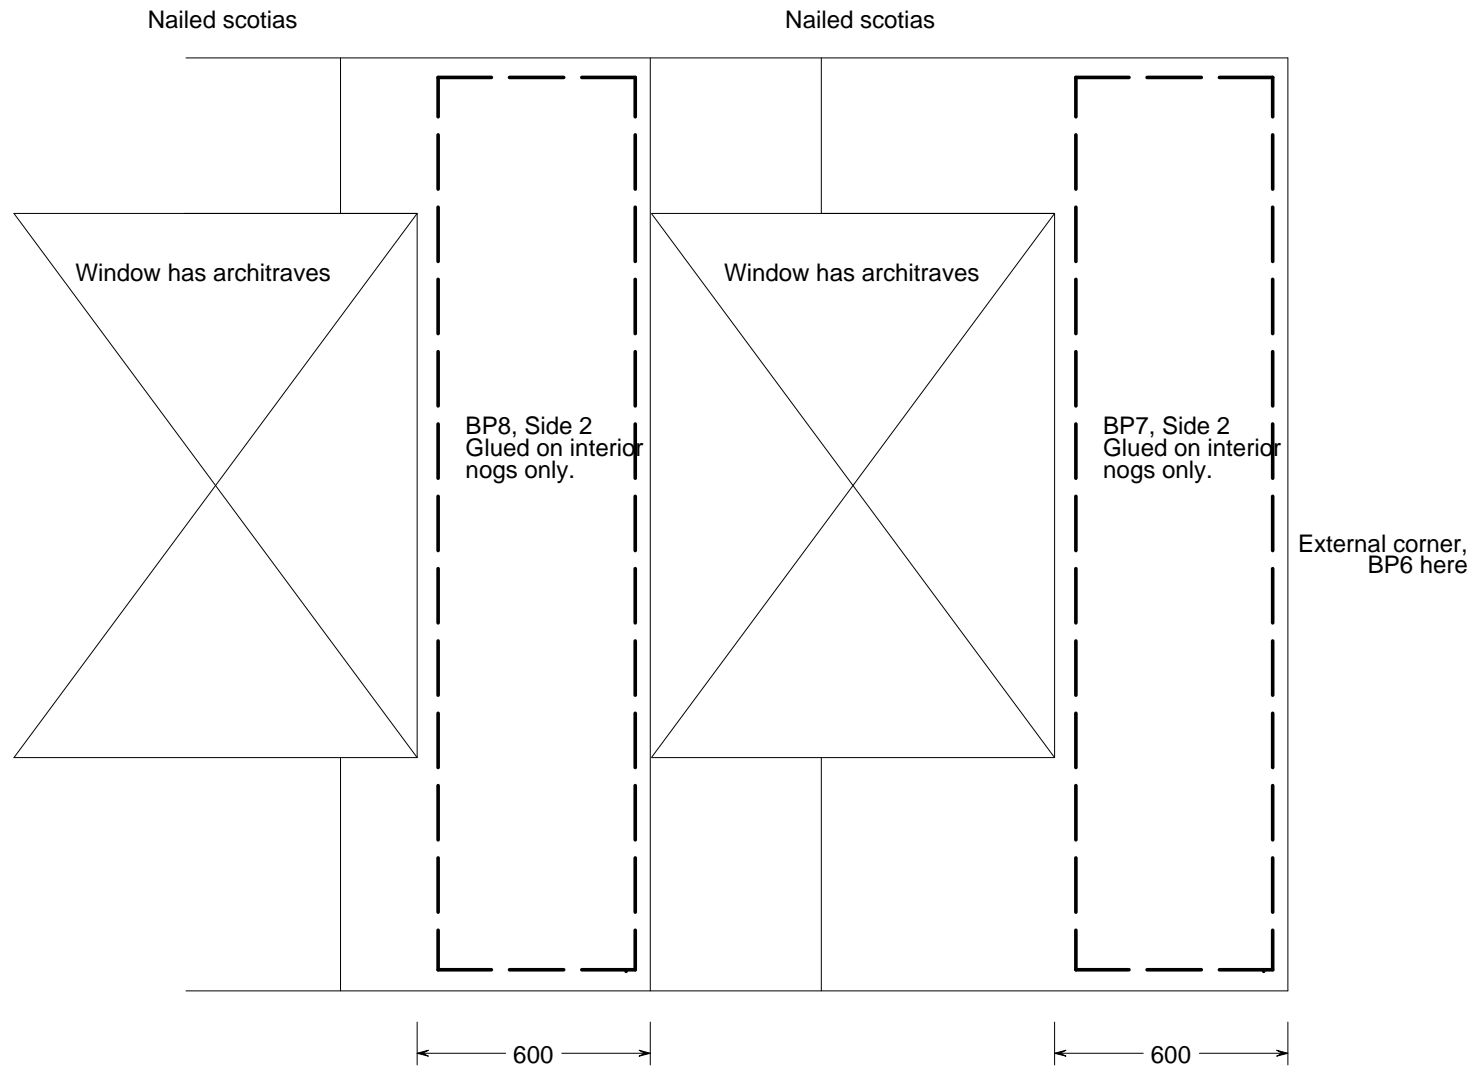 Nailed scotias
Nailed scotias
Window has architraves
Window has architraves
BP8, Side 2
Glued on interior
nogs only.
BP7, Side 2
Glued on interior
nogs only.
External corner,
BP6 here
600
600